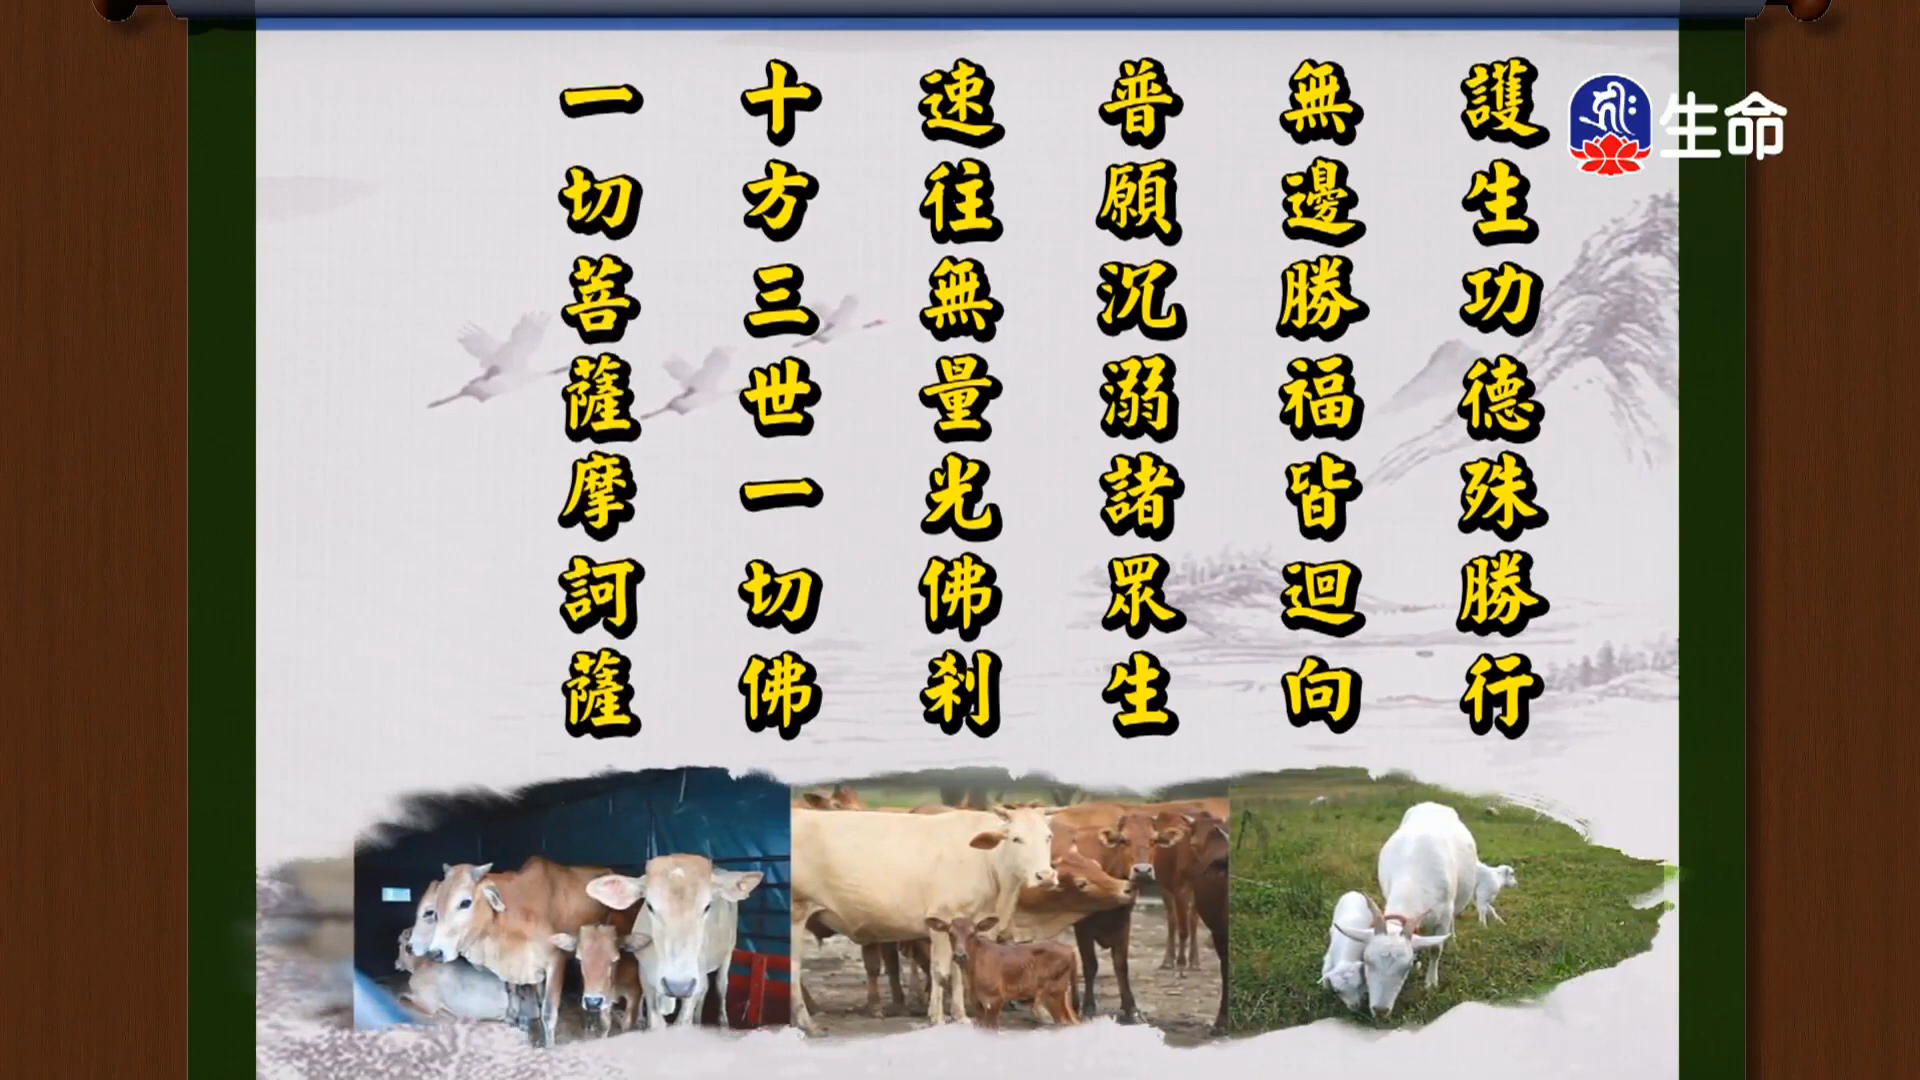 護生功德殊勝行
無邊勝福皆迴向
普願沉溺諸眾生
速往無量光佛剎
十方三世一切佛
一切菩薩摩訶薩
生命